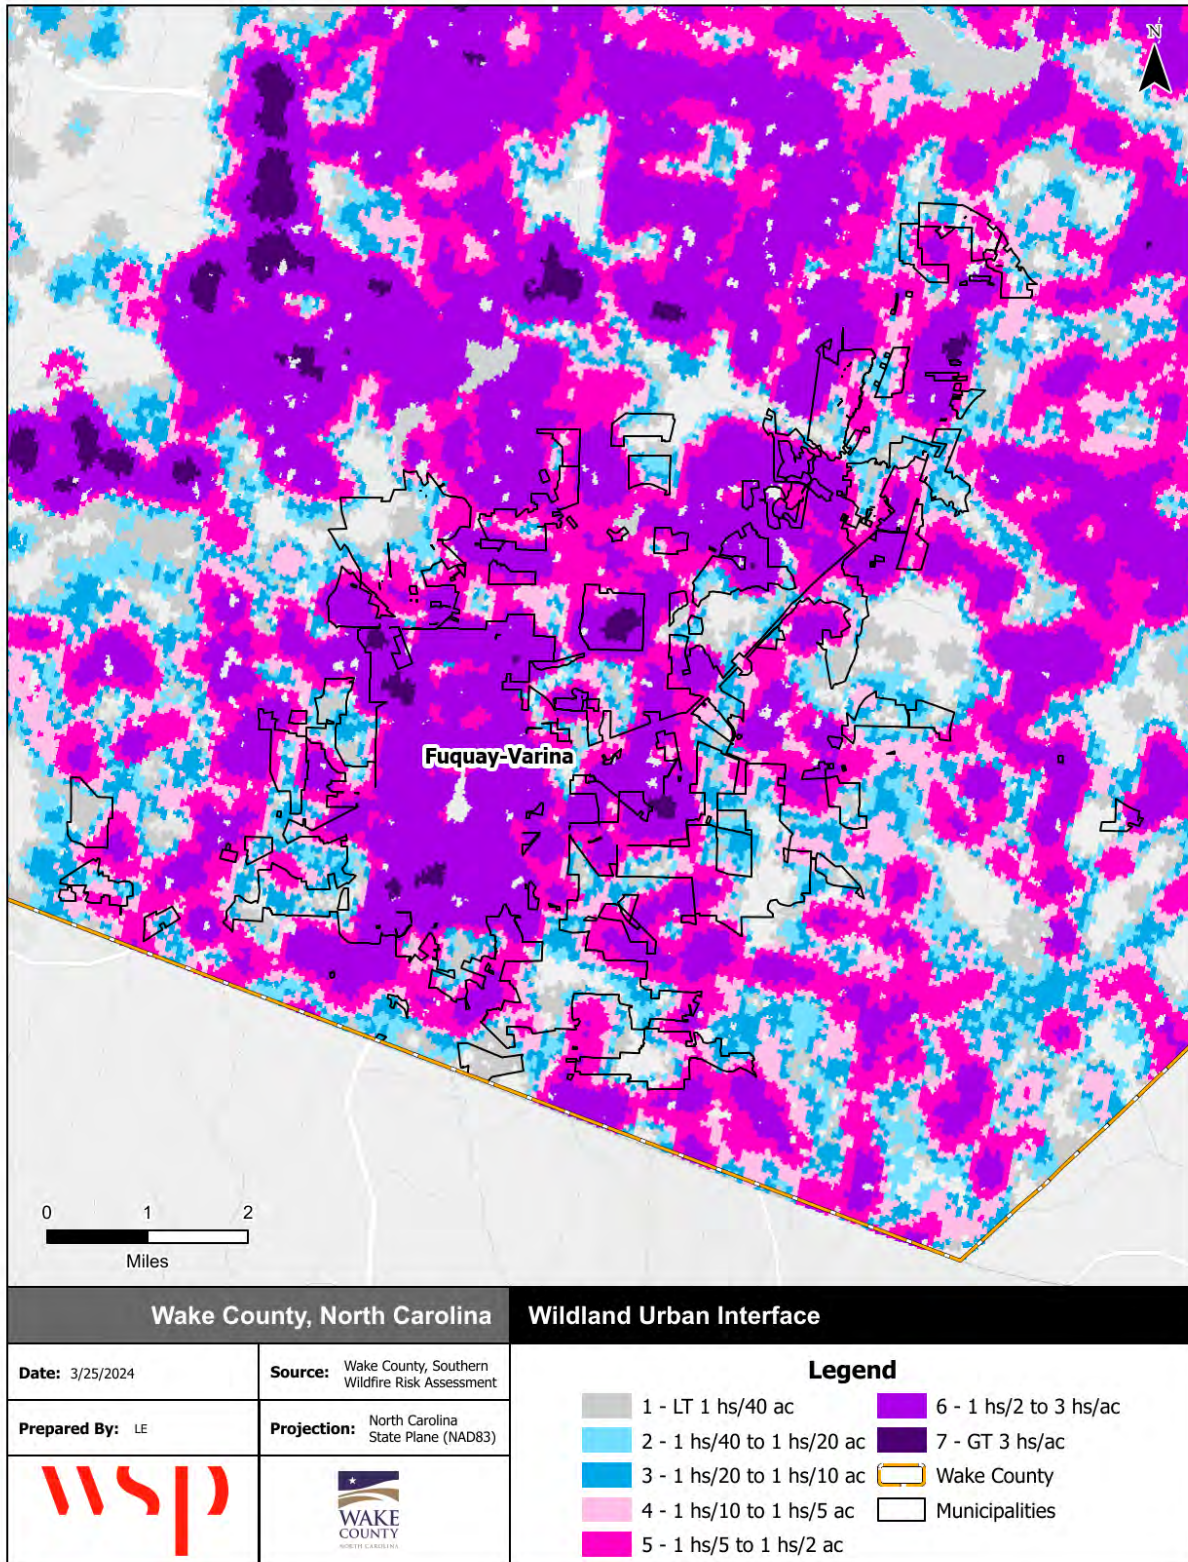 N
Fuquay-Varina
0 1 2
Miles
Wake County, North Carolina
Wildland Urban Interface
Date: 3/25/2024
Source: Wake County, Southern
Wildfire Risk Assessment
Prepared By: LE
Projection: North Carolina
State Plane (NAD83)
wsp
WAKE
COUNTY
NORTH CAROLINA
Legend
1 - LT 1 hs/40 ac
2 - 1 hs/40 to 1 hs/20 ac
3 - 1 hs/20 to 1 hs/10 ac
4 - 1 hs/10 to 1 hs/5 ac
5 - 1 hs/5 to 1 hs/2 ac
6 - 1 hs/2 to 3 hs/ac
7 - GT 3 hs/ac
Wake County
Municipalities